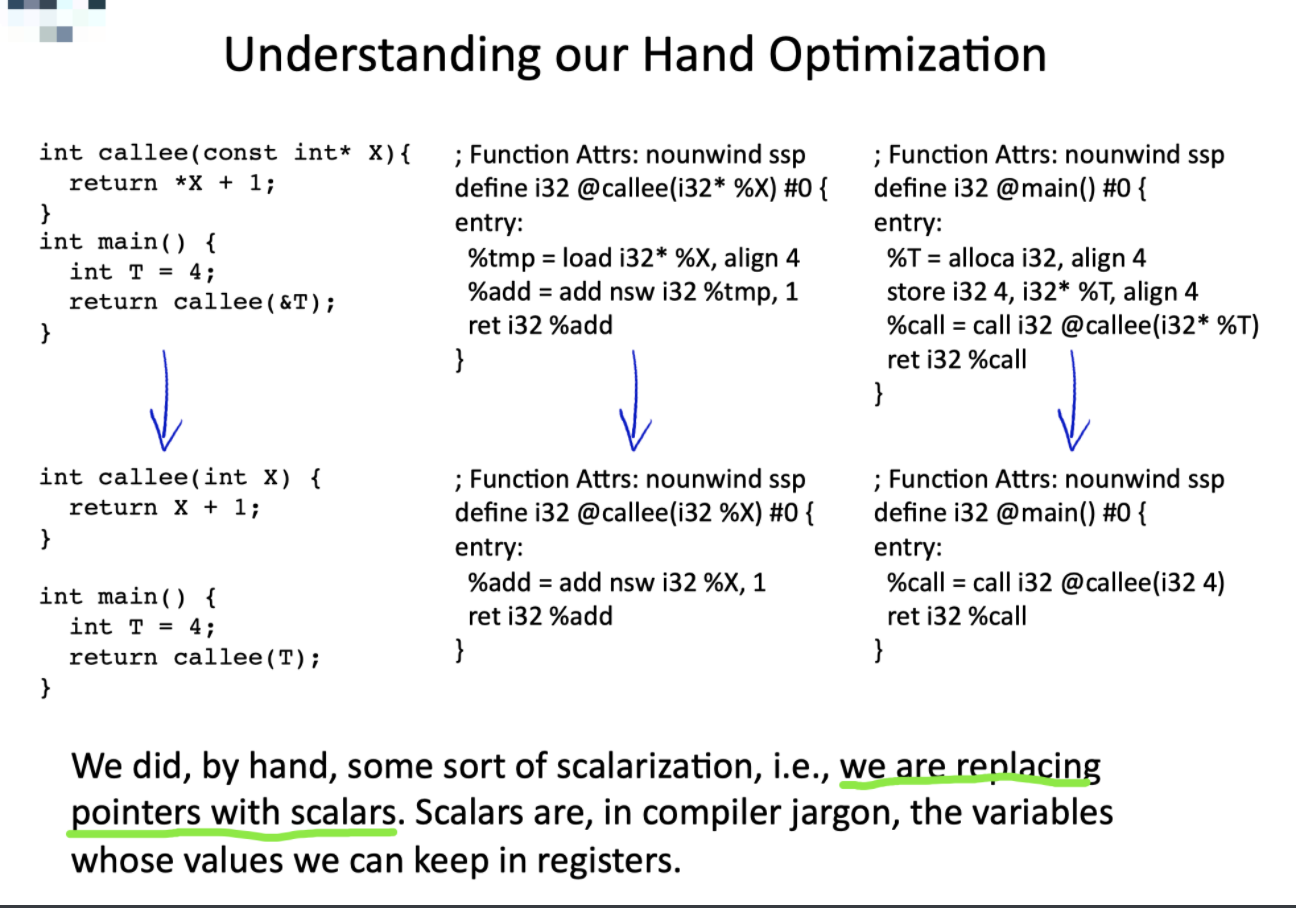 Understanding our Hand Optimization
int callee(const int* X){
return *X + 1;
}
int main() {
int T = 4;
return callee(&T);
}
; Function Attrs: nounwind ssp
define i32 @callee(i32* %X) #0 {
entry:
%tmp = load i32* %X, align 4
%add = add nsw i32 %tmp, 1
ret i32 %add
}
; Function Attrs: nounwind ssp
define i32 @main() #0 {
entry:
%T = alloca i32, align 4
store i32 4, i32* %T, align 4
%call = call i32 @callee(i32* %T)
ret i32 %call
}
int callee(int X) {
return X + 1;
}
int main() {
int T = 4;
return callee(T);
}
; Function Attrs: nounwind ssp
define i32 @callee(i32 %X) #0 {
entry:
%add = add nsw i32 %X, 1
ret i32 %add
}
; Function Attrs: nounwind ssp
define i32 @main() #0 {
entry:
%call = call i32 @callee(i32 4)
ret i32 %call
}
We did, by hand, some sort of scalarization, i.e., we are replacing
pointers with scalars. Scalars are, in compiler jargon, the variables
whose values we can keep in registers.